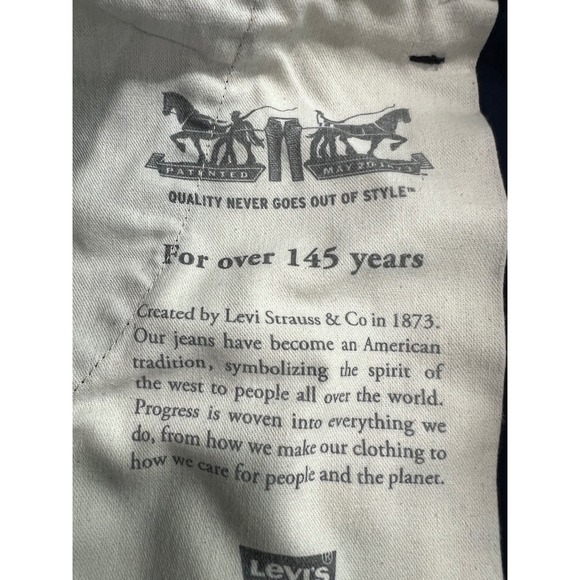 PATENTED MAY 20
QUALITY NEVER GOES OUT OF STYLE™
For over 145 years
Created by Levi Strauss & Co in 1873.
Our jeans have become an American
tradition, symbolizing the spirit of
the west to people all over the world.
Progress is woven into everything we
do, from how we make our clothing to
how we care for people and the planet.
Levi's ®